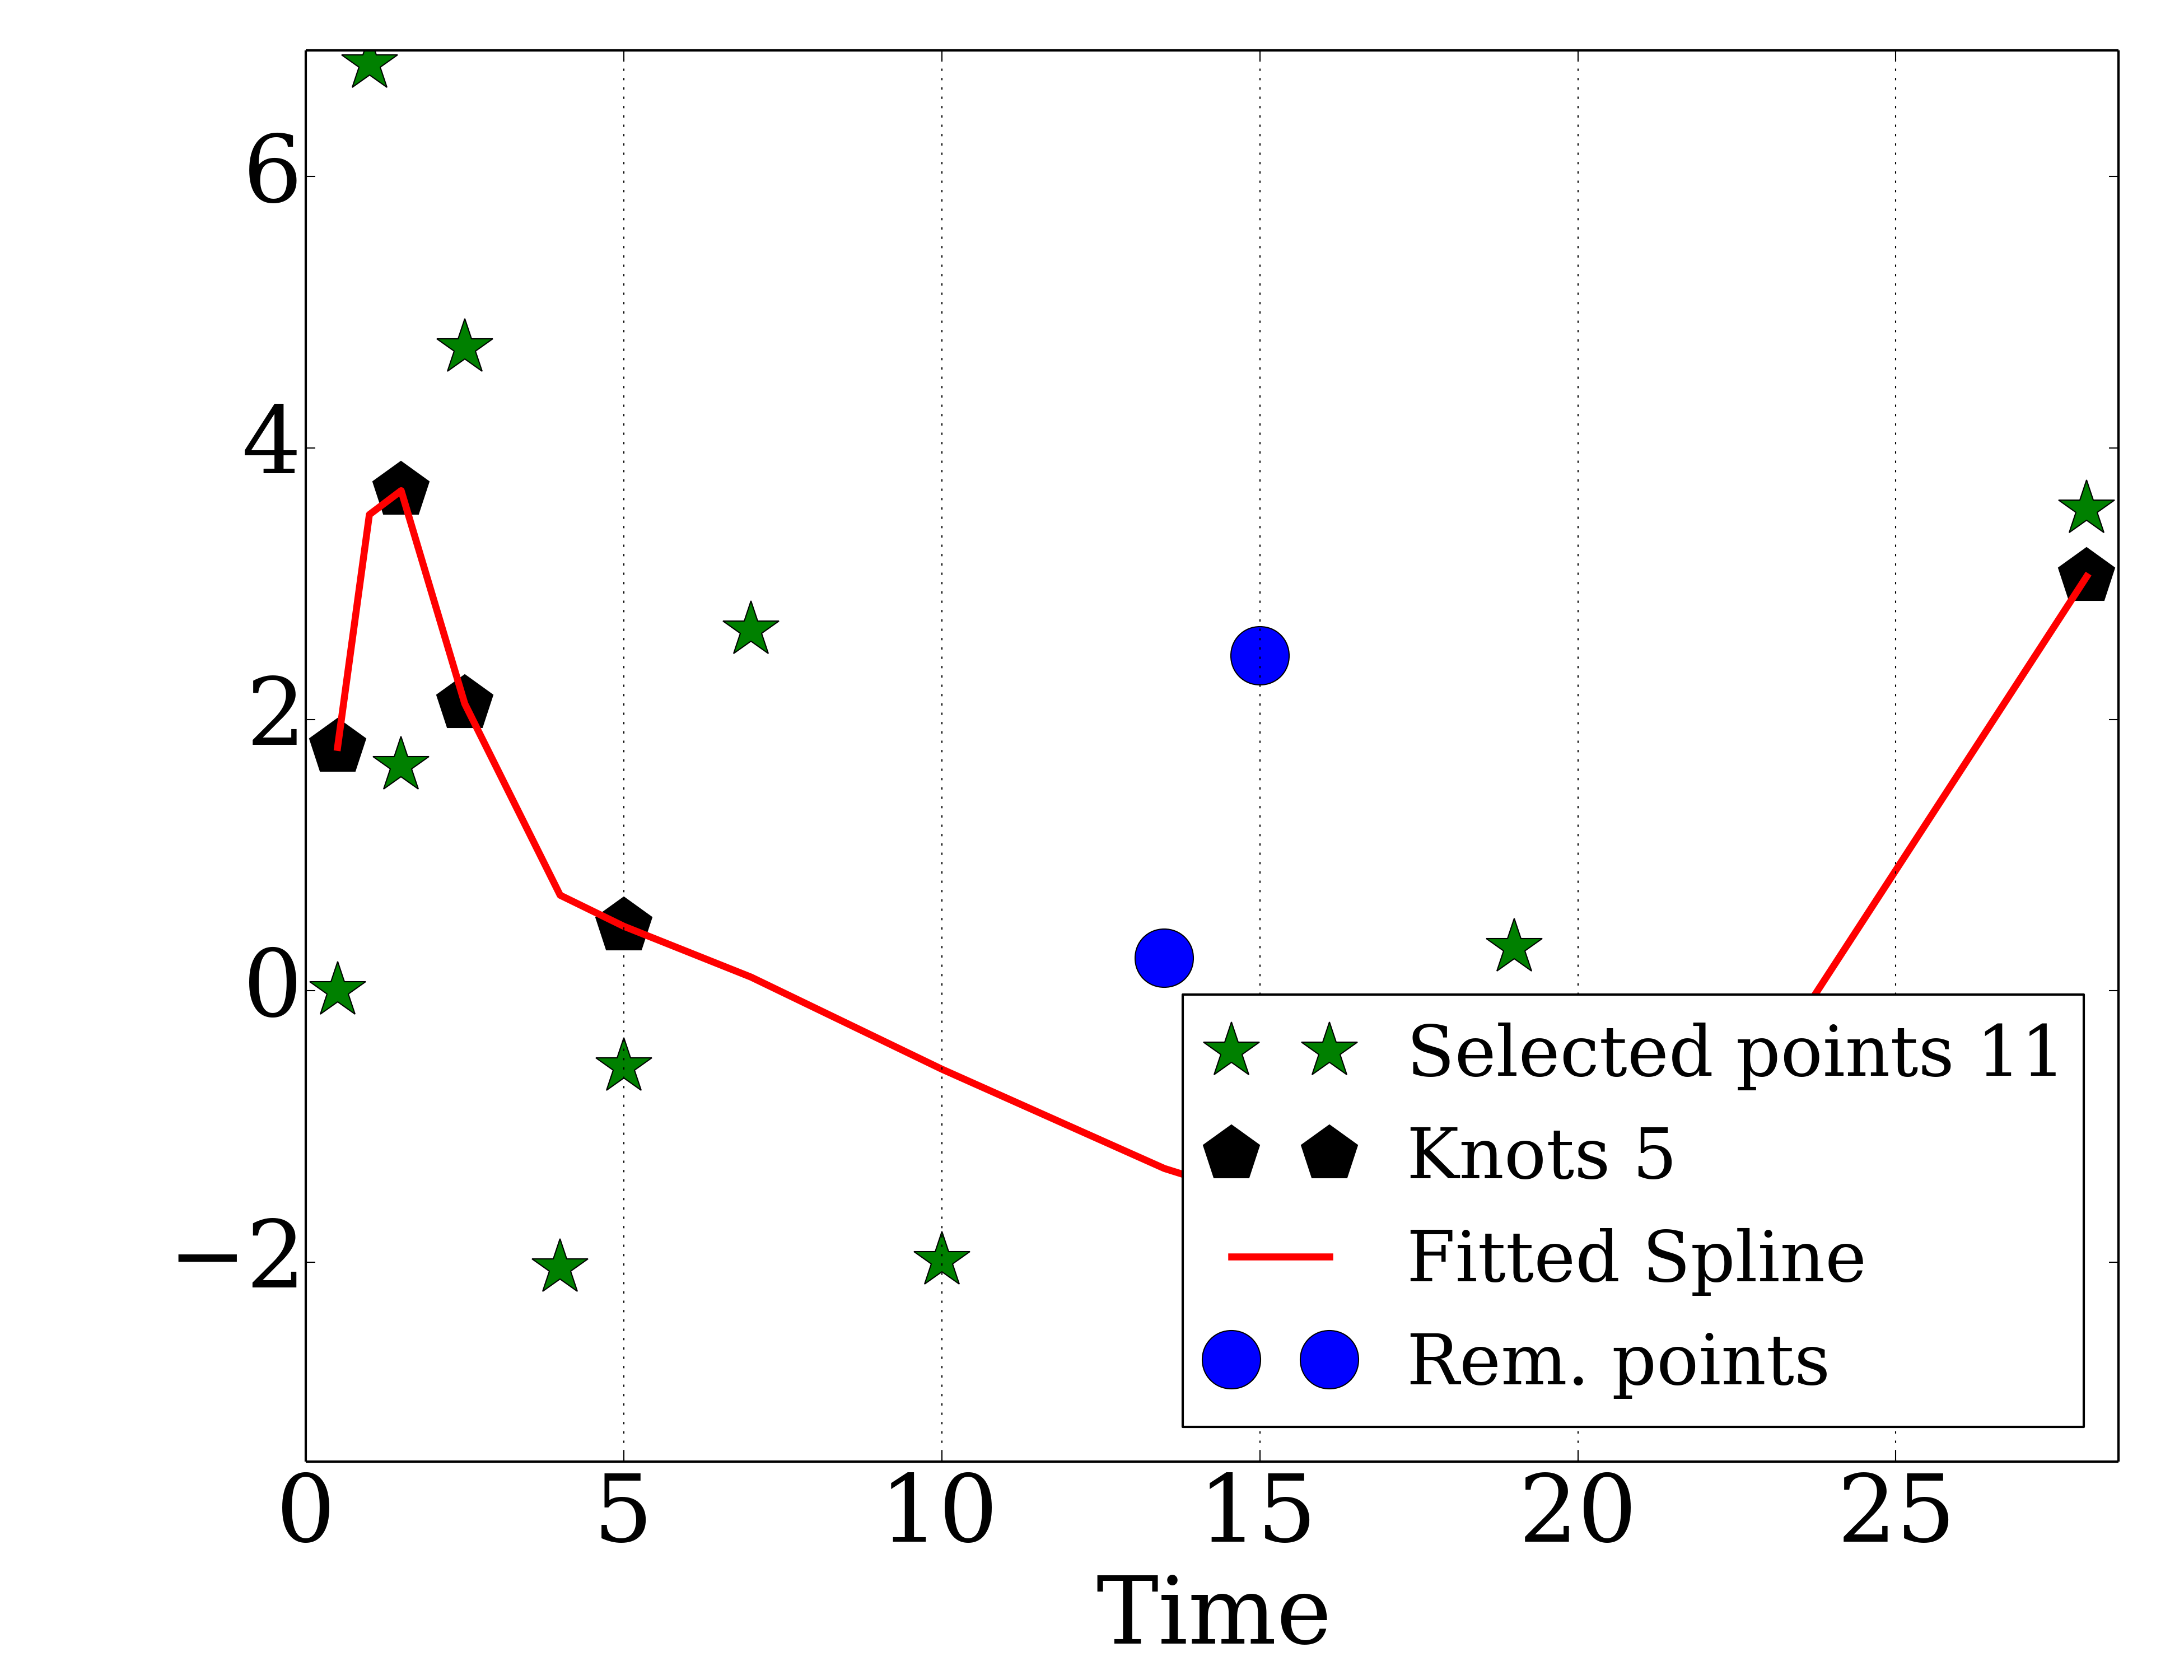 6
4
2
0
−2
0 5 10 15 20 25
Time
Selected points 11
Knots 5
Fitted Spline
Rem. points